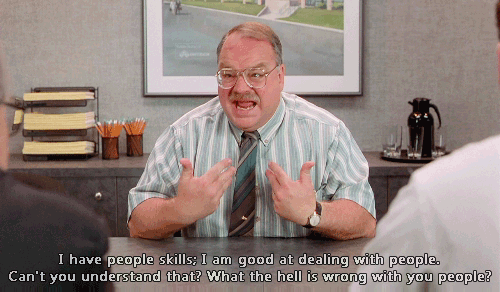 I have people skills; I am good at dealing with people.
Can't you understand that? What the hell is wrong with you people?